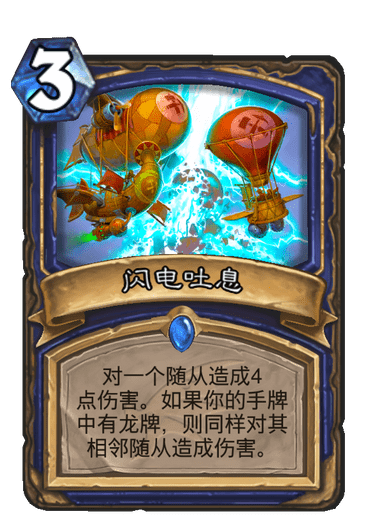 3
闪电吐息
对一个随从造成4
点伤害。如果你的手牌
中有龙牌，则同样对其
相邻随从造成伤害。